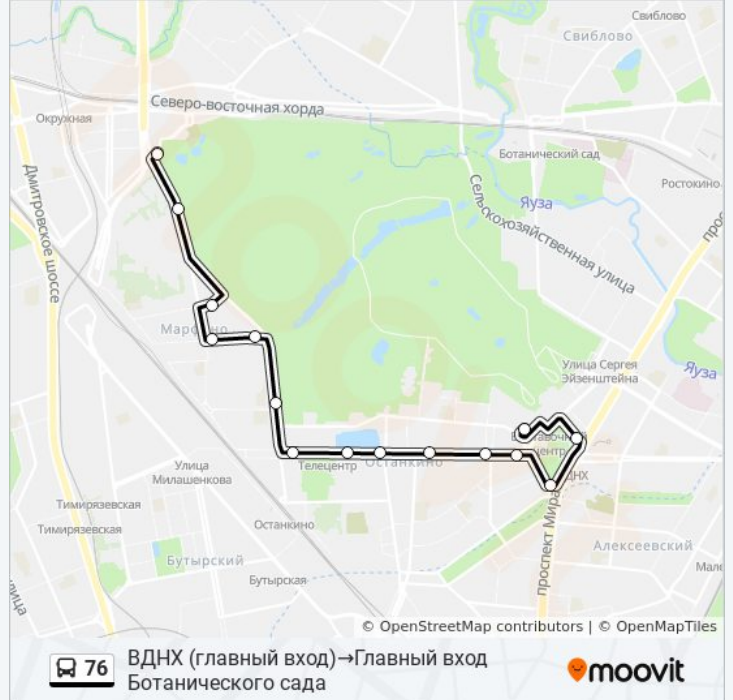 Свиблово
Свиблово
Северо-восточная хорда
Окружная
Ботанический сад
Дмитровское шоссе
Ростокино
Яуза
Сельскохозяйственная улица
Улица Сергея
Эйзенштейна
Яуза
Телецентр
Останкино
Улица
Милашенкова
Тимирязевская
Тимирязевская
Останкино
проспект Мира
Алексеевский
Бутырский
Бутырская
© OpenStreetMap contributors | © OpenMapTiles
76
ВДНХ (главный вход)→Главный вход
Ботанического сада
moovit